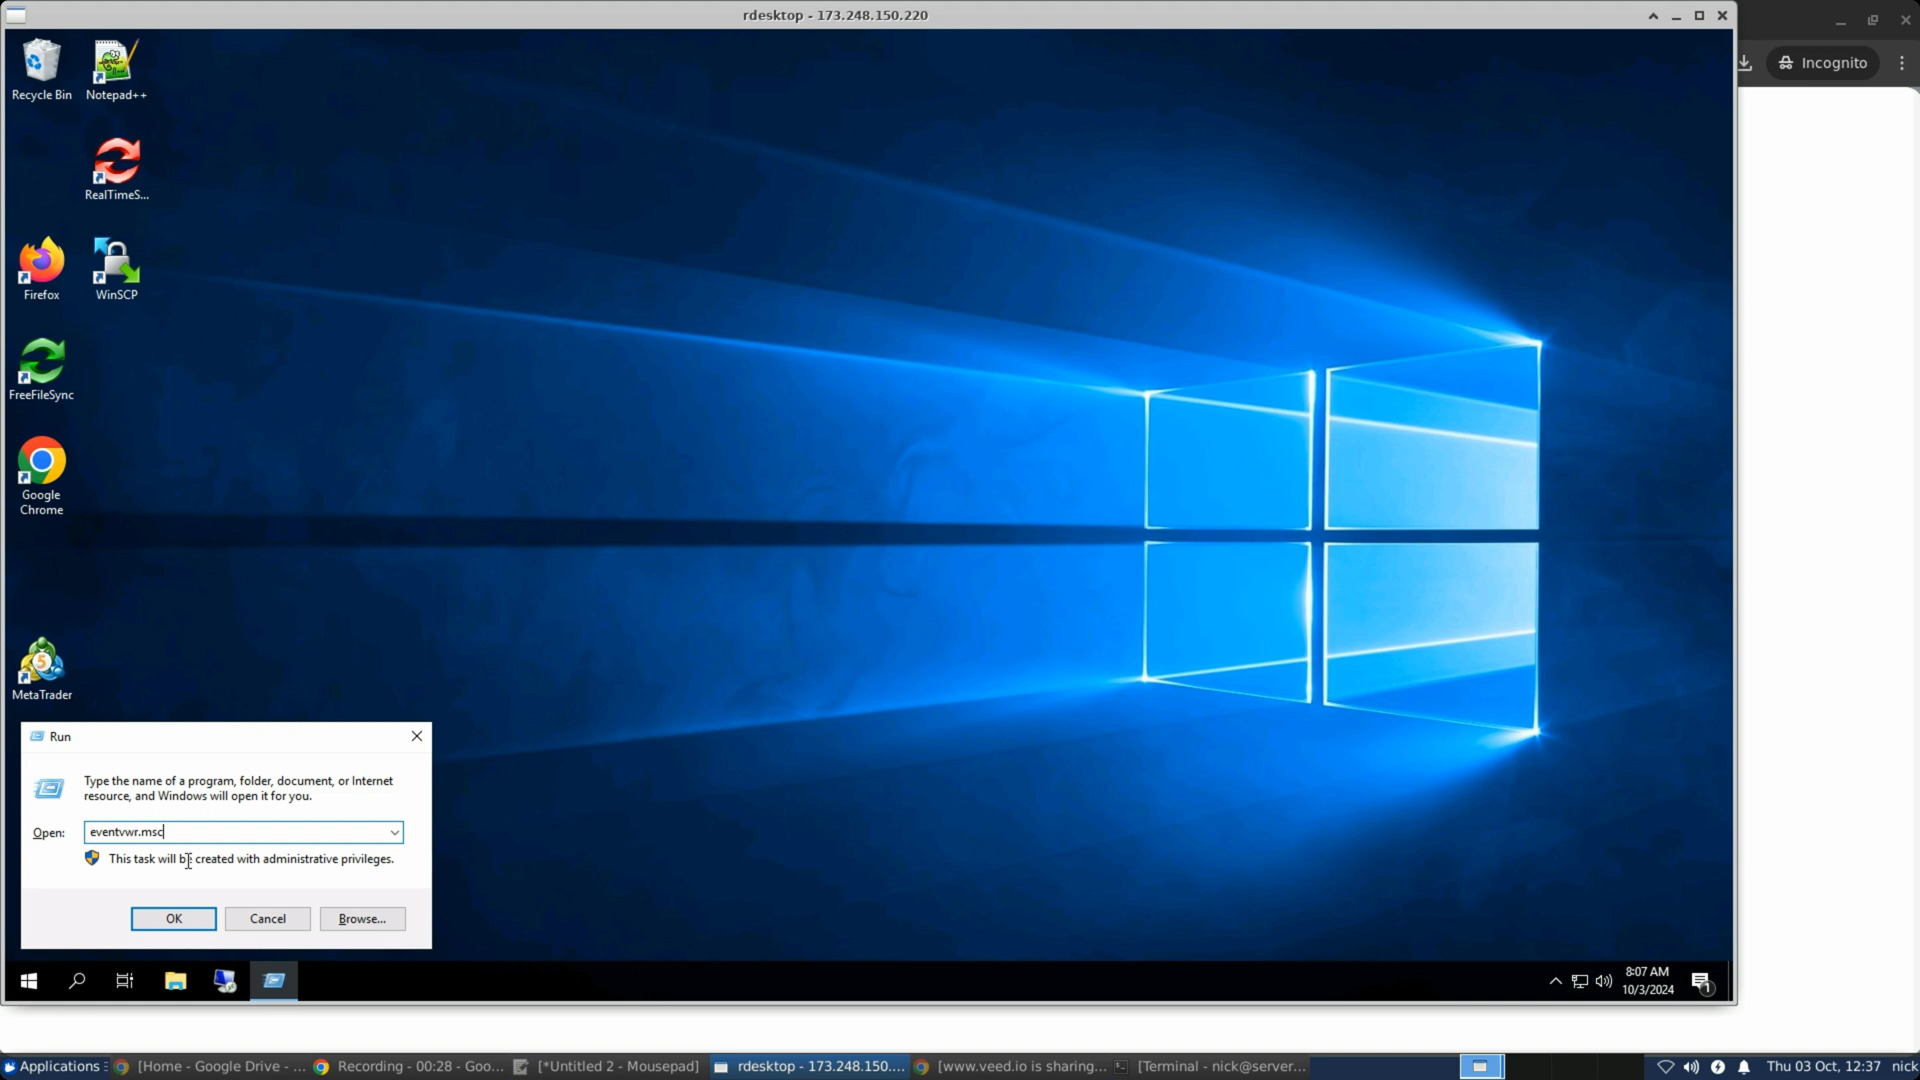 rdesktop - 173.248.150.220
Incognito
Recycle Bin
Notepad++
RealTimeS...
Firefox
WinSCP
FreeFileSync
Google
Chrome
5
MetaTrader
Run
Type the name of a program, folder, document, or Internet
resource, and Windows will open it for you.
Open:
eventvwr.msc
This task will be created with administrative privileges.
OK
Cancel
Browse...
8:07 AM
10/3/2024
1
Applications
[Home - Google Drive - ...
Recording - 00:28 - Goo...
[*Untitled 2 - Mousepad]
rdesktop - 173.248.150....
[www.veed.io is sharing...
[Terminal - nick@server...
Thu 03 Oct, 12:37
nick